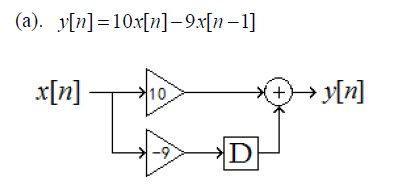 (a). y[n]=10x[n]−9x[n−1]
x[n] 10 + y[n]
−9 D